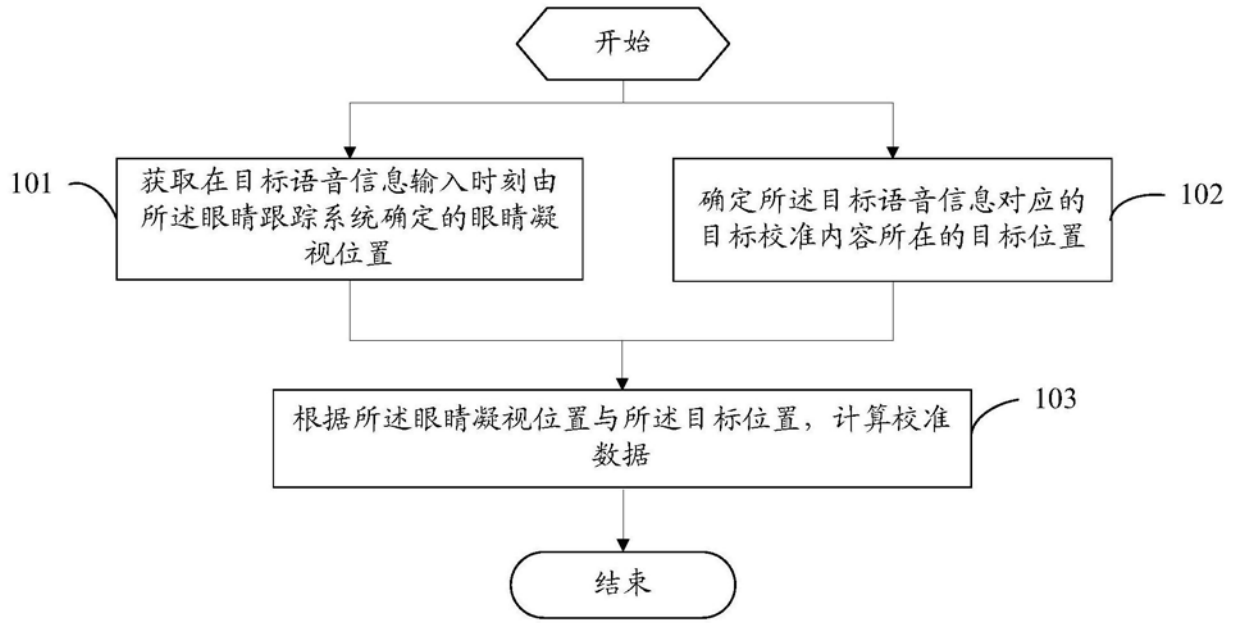 开始
101
获取在目标语音信息输入时刻由
所述眼睛跟踪系统确定的眼睛凝
视位置
确定所述目标语音信息对应的
目标校准内容所在的目标位置
102
根据所述眼睛凝视位置与所述目标位置，计算校准
数据
103
结束